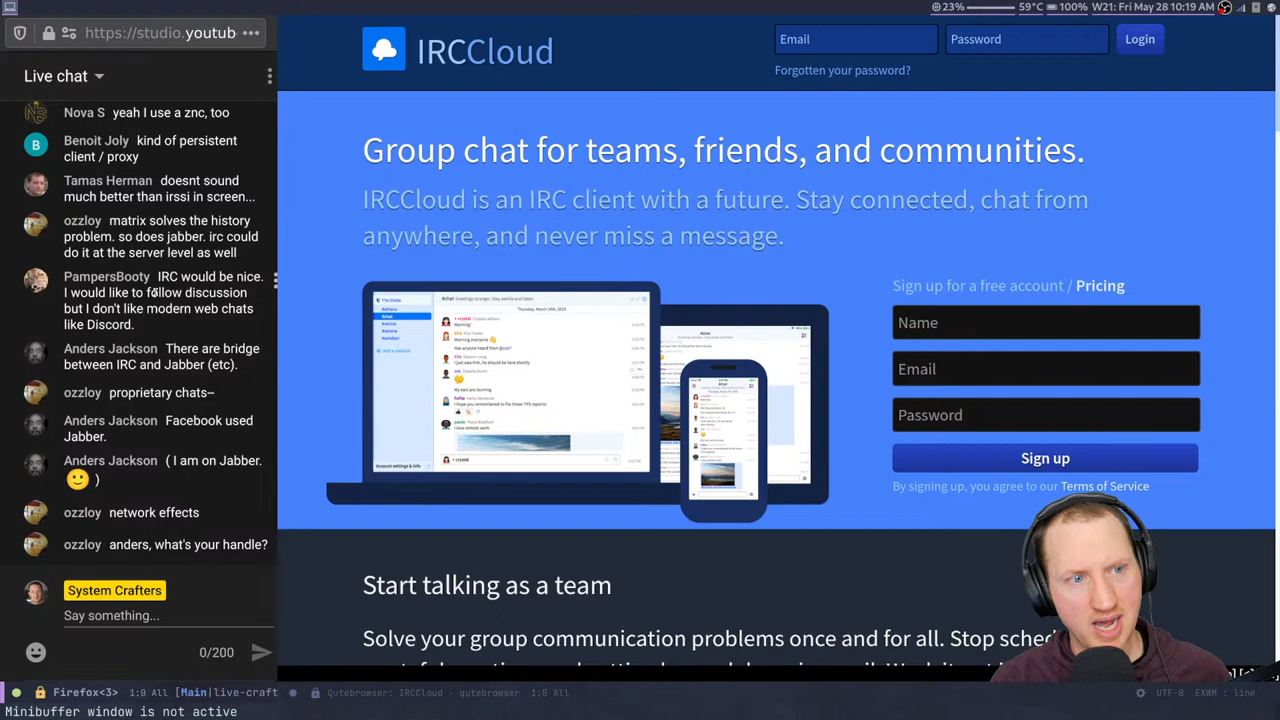 23%
59°C
100%
W21: Fri May 28 10:19 AM
https://studio.youtub
Live chat
Nova S yeah I use a znc, too
Benoit Joly kind of persistent
client / proxy
Tamas Herman doesnt sound
much better than irssi in screen...
ozzloy matrix solves the history
problem. so does jabber. irc could
do it at the server level as well
PampersBooty IRC would be nice.
I would like to follow discussion
but I don't like modern web chats
like Discord.
Anders Jackson There are bridge
between IRC and Jabber (to).
ozzloy proprietary one --
Anders Jackson I'm supprriced
Jabber.
Anders Jackson (I am on Jabber.
)
ozzloy network effects
ozzloy anders, what's your handle?
System Crafters
Say something...
0/200
IRCCloud
Email
Password
Login
Forgotten your password?
Group chat for teams, friends, and communities.
IRCCloud is an IRC client with a future. Stay connected, chat from
anywhere, and never miss a message.
Sign up for a free account / Pricing
Name
Email
Password
Sign up
By signing up, you agree to our Terms of Service
Start talking as a team
Solve your group communication problems once and for all. Stop sched
Firefox<3> 1:0 All [Main|live-craft
Qutebrowser: IRCCloud - qutebrowser 1:0 All
UTF-8 EXWM : line
Minibuffer window is not active